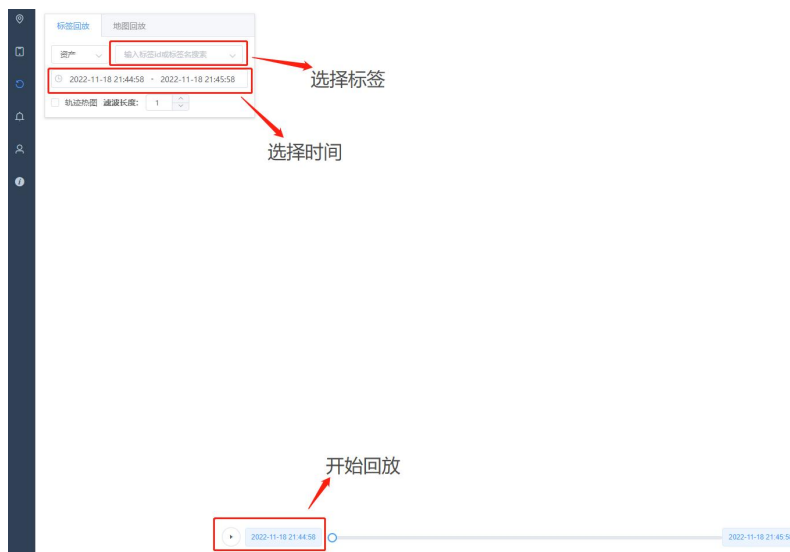 标签回放 地图回放
资产 输入标签id或标签名搜索
选择标签
2022-11-18 21:44:58 - 2022-11-18 21:45:58
轨迹热图 滤波长度: 1
选择时间
开始回放
2022-11-18 21:44:58 2022-11-18 21:45:58